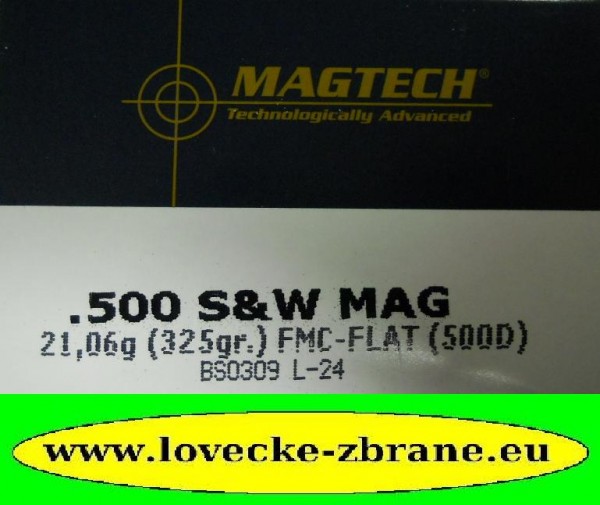 MAGTECH®
Technologically Advanced
.500 S&W MAG
21,06g (325gr.) FMC-FLAT (500D)
BS0309 L-24
www.lovecke-zbrane.eu